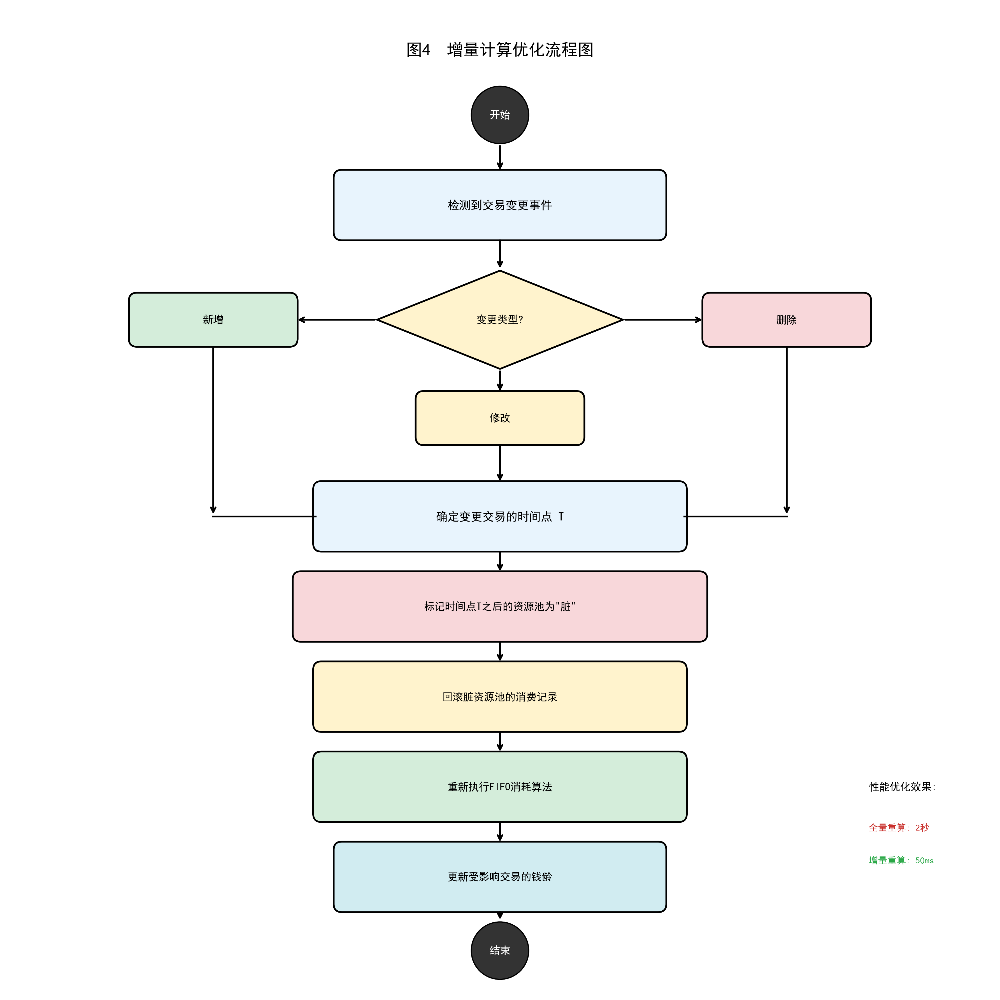 图4  增量计算优化流程图
开始
检测到交易变更事件
新增
变更类型?
删除
修改
确定变更交易的时间点 T
标记时间点T之后的资源池为"脏"
回滚脏资源池的消费记录
重新执行FIFO消耗算法
性能优化效果:
全量重算: 2秒
增量重算: 50ms
更新受影响交易的钱龄
结束